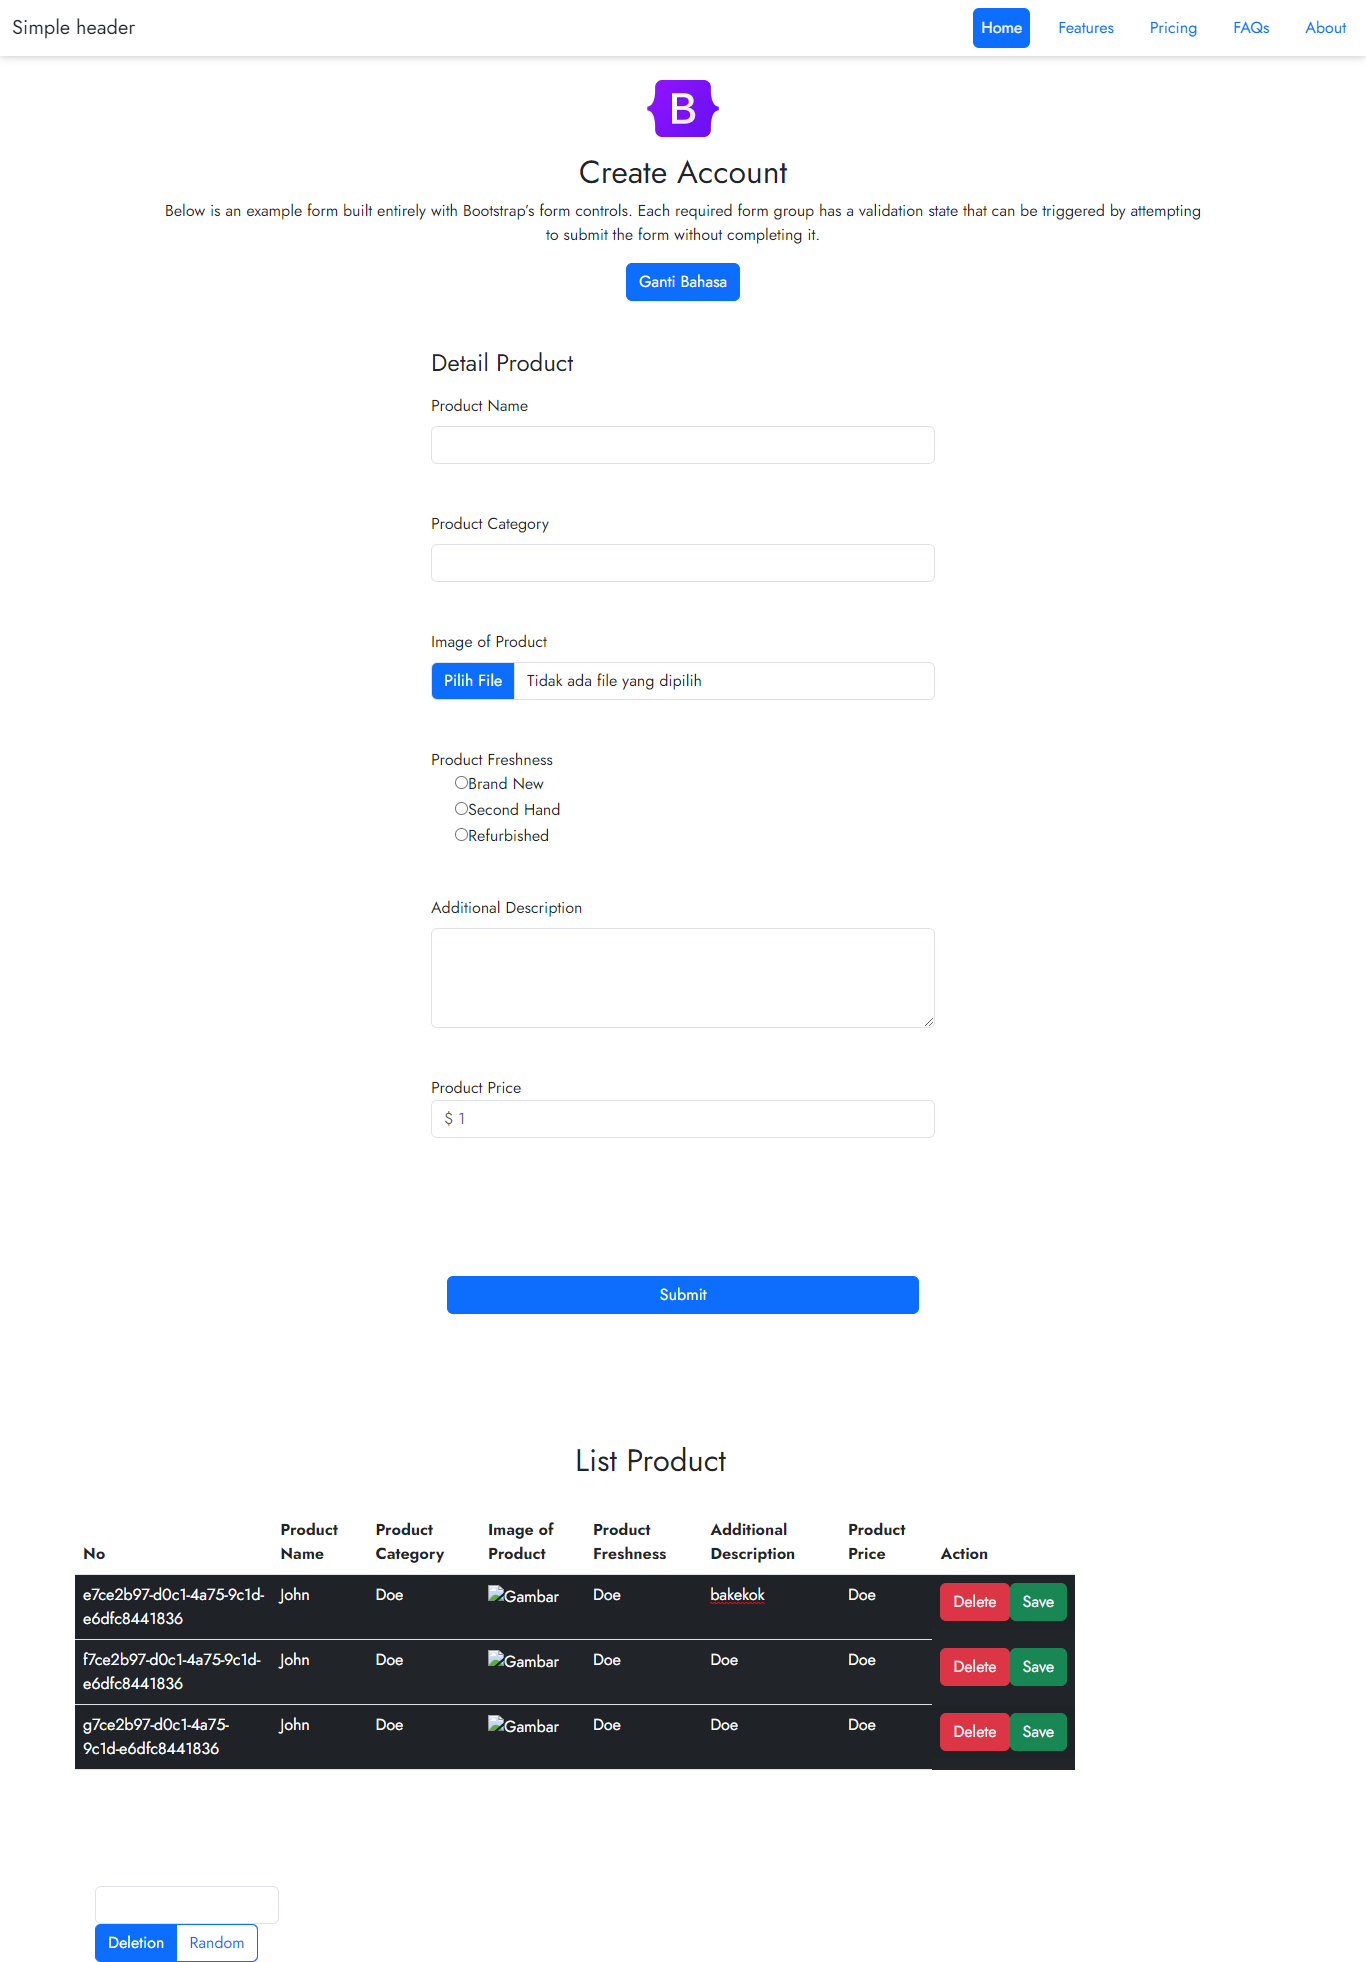 Simple header
Home Features Pricing FAQs About
B
Create Account
Below is an example form built entirely with Bootstrap's form controls. Each required form group has a validation state that can be triggered by attempting
to submit the form without completing it.
Ganti Bahasa
Detail Product
Product Name
Product Category
Image of Product
Pilih File Tidak ada file yang dipilih
Product Freshness
Brand New
Second Hand
Refurbished
Additional Description
Product Price
$ 1
Submit
List Product
Product Product Image of Product Additional Product
No Name Category Product Freshness Description Price Action
e7ce2b97-d0c1-4a75-9c1d- John Doe Gambar Doe bakekok Doe Delete Save
e6dfc8441836
f7ce2b97-d0c1-4a75-9c1d- John Doe Gambar Doe Doe Doe Delete Save
e6dfc8441836
g7ce2b97-d0c1-4a75- John Doe Gambar Doe Doe Doe Delete Save
9c1d-e6dfc8441836
Deletion Random